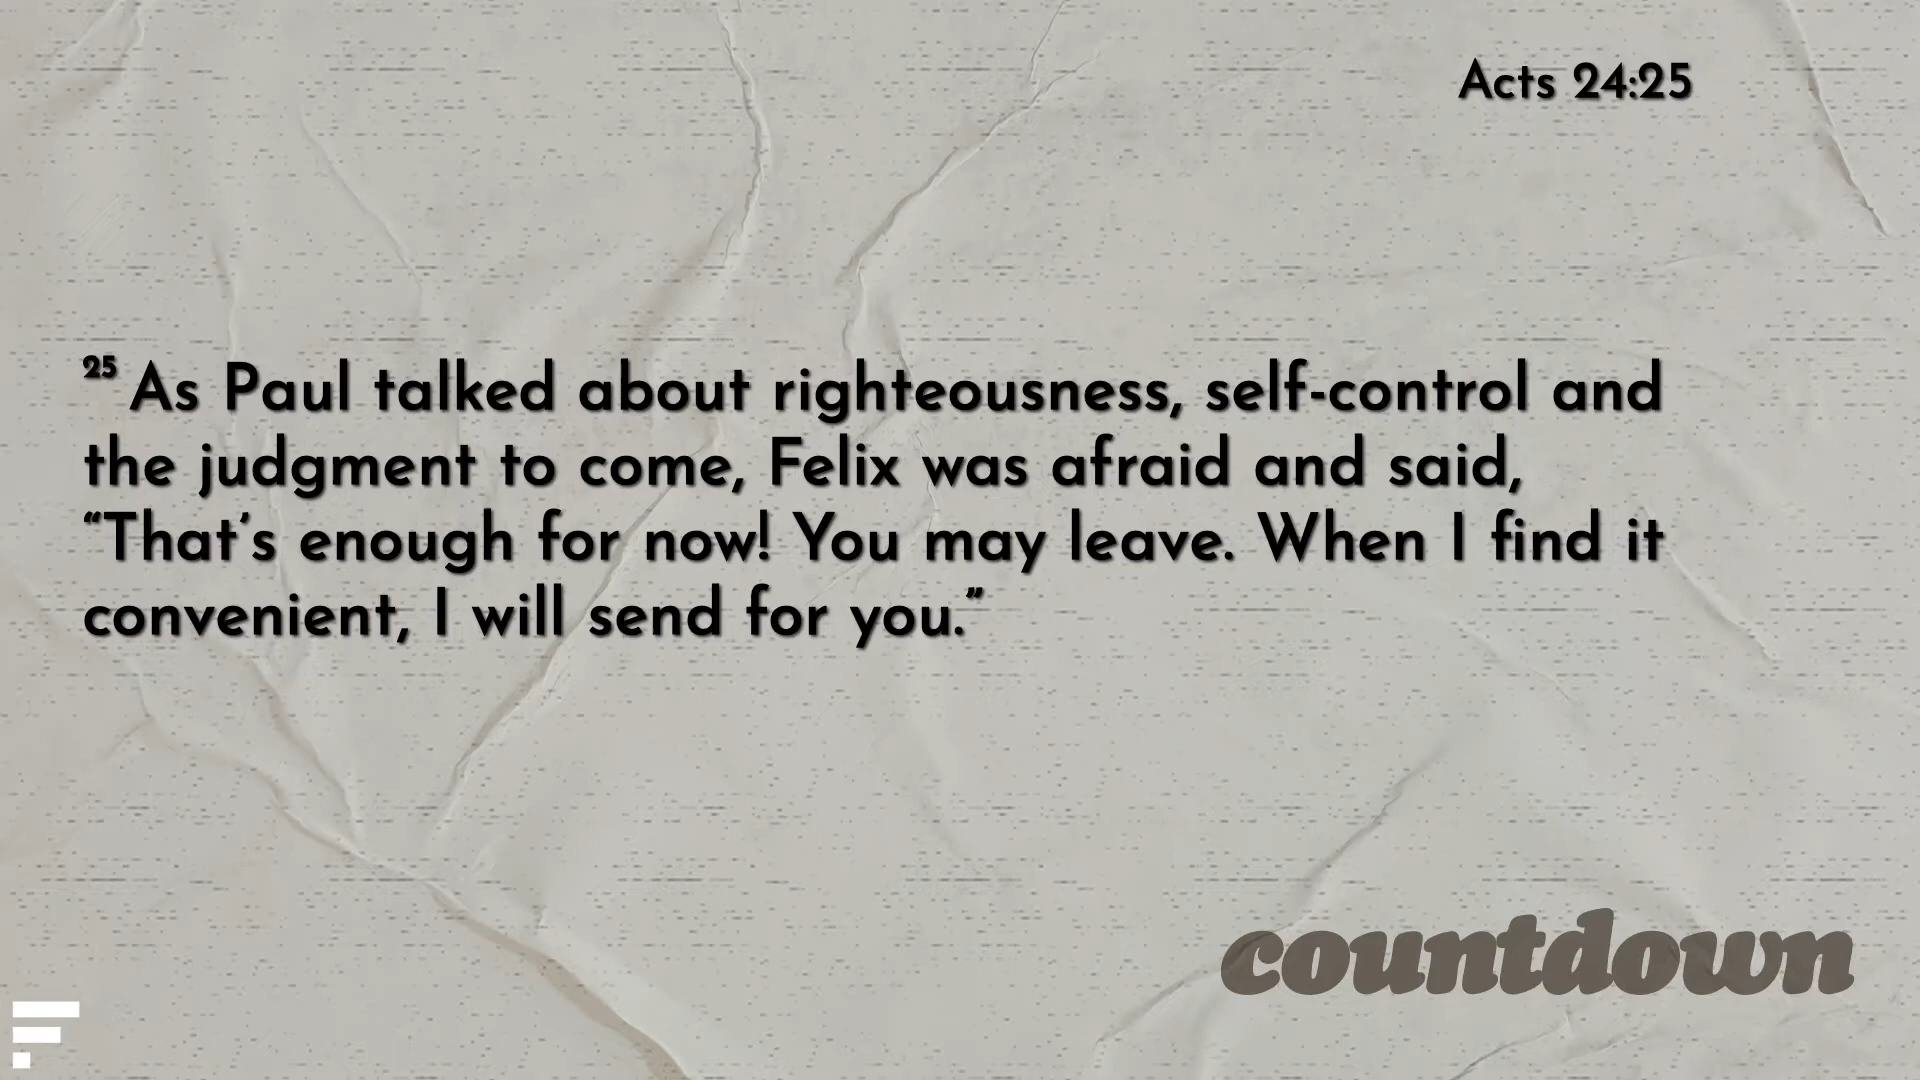 Acts 24:25
25 As Paul talked about righteousness, self-control and
the judgment to come, Felix was afraid and said,
“That’s enough for now! You may leave. When I find it
convenient, I will send for you.”
countdown